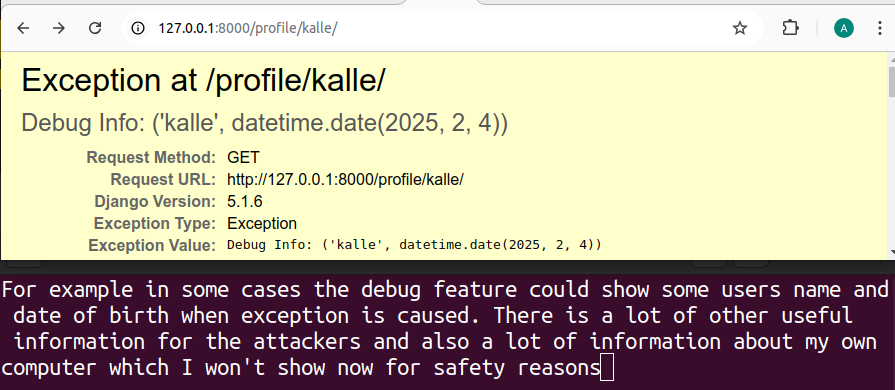 127.0.0.1:8000/profile/kalle/
A
Exception at /profile/kalle/
Debug Info: ('kalle', datetime.date(2025, 2, 4))
Request Method: GET
Request URL: http://127.0.0.1:8000/profile/kalle/
Django Version: 5.1.6
Exception Type: Exception
Exception Value: Debug Info: ('kalle', datetime.date(2025, 2, 4))
For example in some cases the debug feature could show some users name and
date of birth when exception is caused. There is a lot of other useful
information for the attackers and also a lot of information about my own
computer which I won't show now for safety reasons